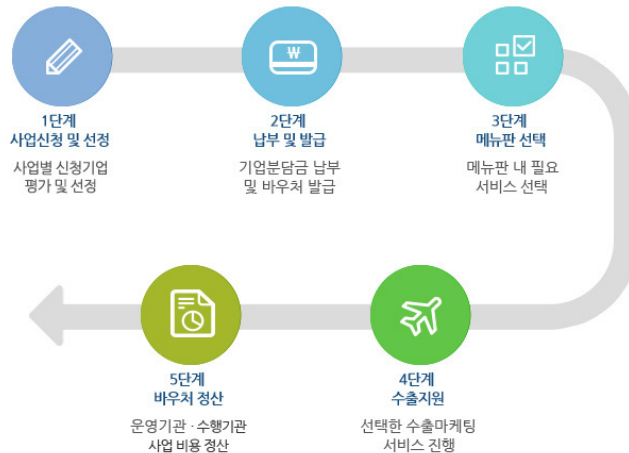 ₩
1단계
사업신청 및 선정
사업별 신청기업
평가 및 선정
2단계
납부 및 발급
기업분담금 납부
및 바우처 발급
3단계
메뉴판 선택
메뉴판 내 필요
서비스 선택
4단계
수출지원
선택한 수출마케팅
서비스 진행
5단계
바우처 정산
운영기관 · 수행기관
사업 비용 정산